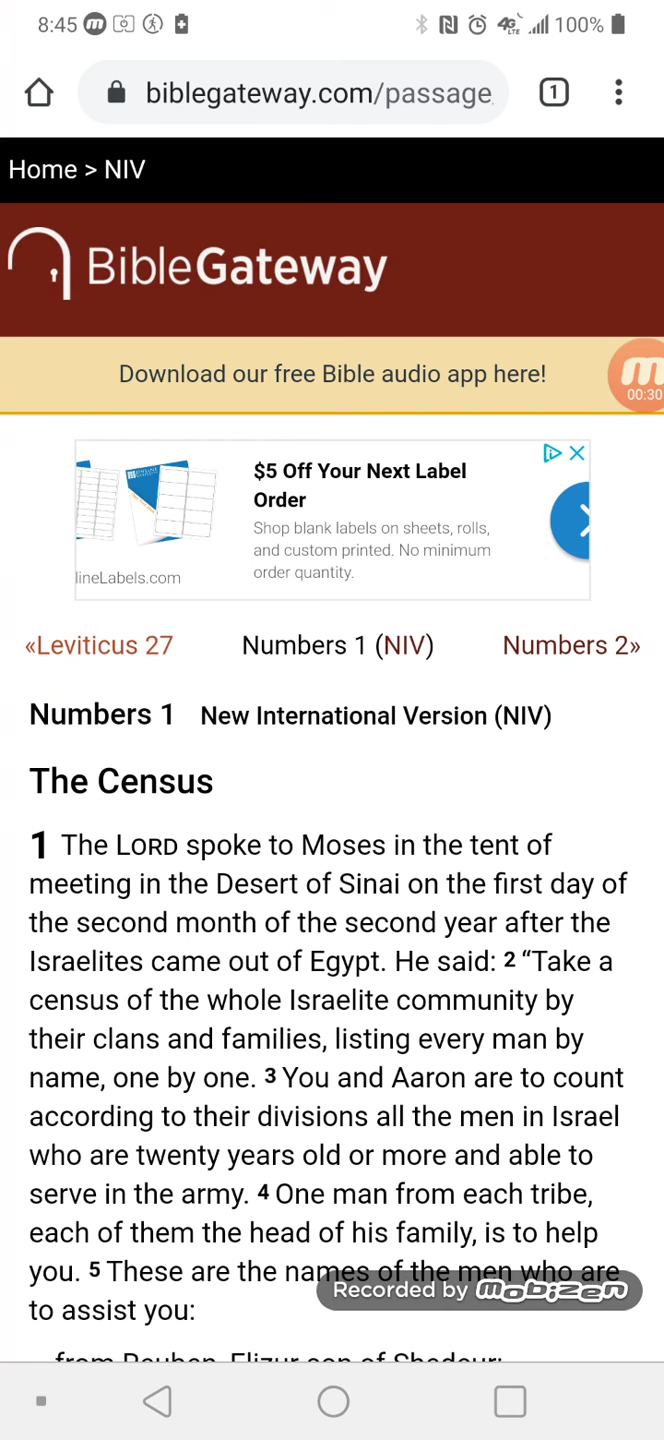 8:45 100%
biblegateway.com/passage 1
Home > NIV
BibleGateway
Download our free Bible audio app here!
00:30
$5 Off Your Next Label
Order
Shop blank labels on sheets, rolls,
and custom printed. No minimum
order quantity.
lineLabels.com
«Leviticus 27 Numbers 1 (NIV) Numbers 2»
Numbers 1 New International Version (NIV)
The Census
1 The LORD spoke to Moses in the tent of
meeting in the Desert of Sinai on the first day of
the second month of the second year after the
Israelites came out of Egypt. He said: 2 “Take a
census of the whole Israelite community by
their clans and families, listing every man by
name, one by one. 3 You and Aaron are to count
according to their divisions all the men in Israel
who are twenty years old or more and able to
serve in the army. 4 One man from each tribe,
each of them the head of his family, is to help
you. 5 These are the names of the men who are
Recorded by mobizen
to assist you:
from Reuben, Elizur son of Shedeur;